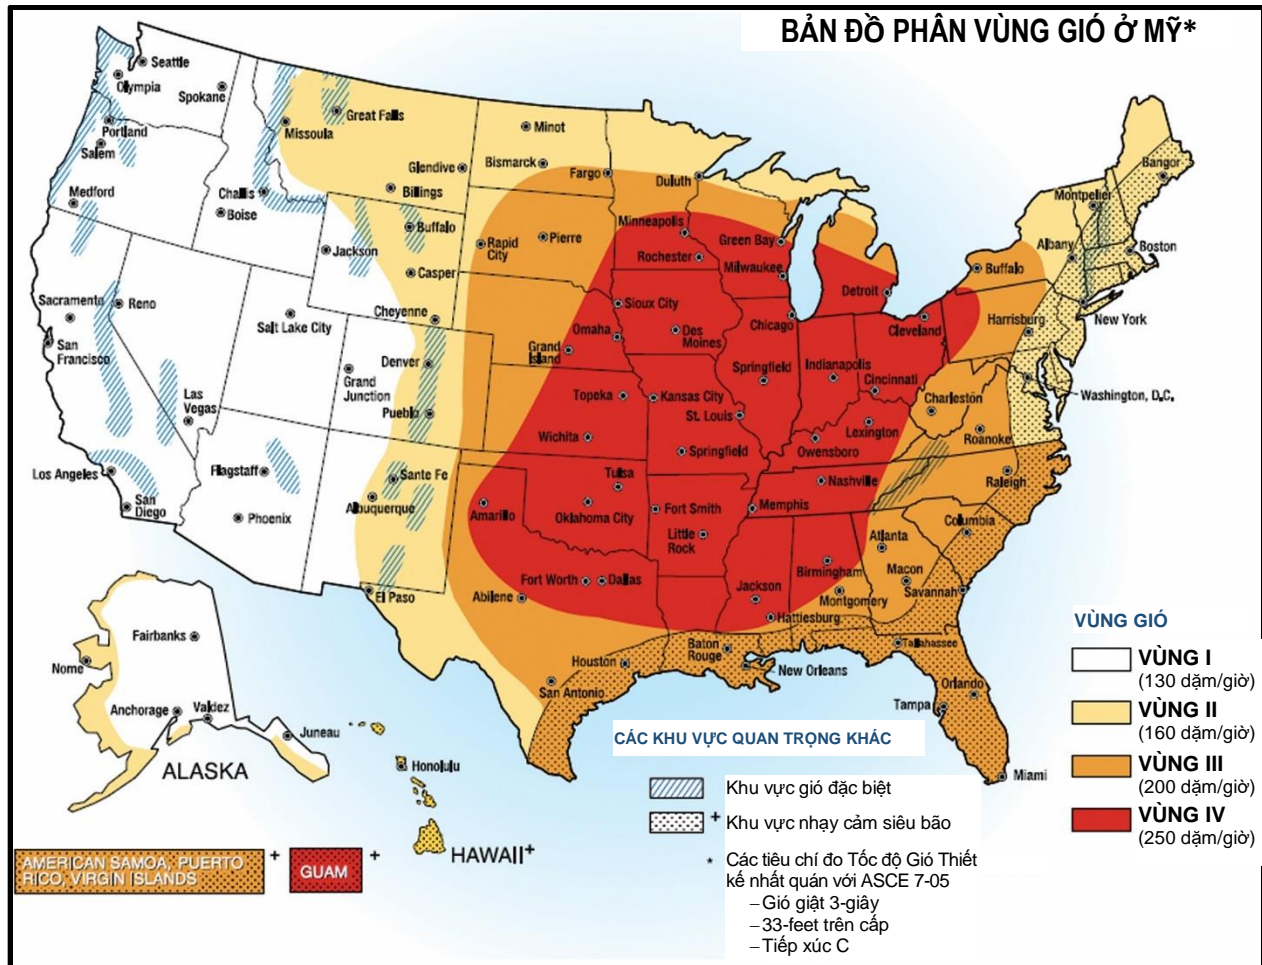 BẢN ĐỒ PHÂN VÙNG GIÓ Ở MỸ*
Seattle
Olympia
Spokane
Portland
Salem
Medford
Missoula
Great Falls
Glendive
Billings
Challis
Boise
Jackson
Buffalo
Casper
Cheyenne
Minot
Bismarck
Fargo
Duluth
Rapid
City
Pierre
Minneapolis
Rochester
Green Bay
Milwaukee
Detroit
Chicago
Cleveland
Buffalo
Albany
Montpelier
Bangor
Boston
New York
Harrisburg
Washington, D.C.
Sacramento
Reno
San
Francisco
Salt Lake City
Las
Vegas
Los Angeles
San
Diego
Flagstaff
Phoenix
Grand
Junction
Denver
Pueblo
Sante Fe
Albuquerque
El Paso
Sioux City
Omaha
Des
Moines
Grand
Island
Topeka
Kansas City
St. Louis
Springfield
Indianapolis
Cincinnati
Charleston
Lexington
Owensboro
Roanoke
Raleigh
Wichita
Springfield
Tulsa
Nashville
Memphis
Amarillo
Oklahoma City
Fort Smith
Little
Rock
Columbia
Atlanta
Macon
Savannah
Birmingham
Montgomery
Fort Worth
Dallas
Abilene
Jackson
Hattiesburg
Houston
Baton
Rouge
New Orleans
Tallahassee
San Antonio
Orlando
Tampa
Miami
Fairbanks
Nome
Anchorage
Valdez
Juneau
ALASKA
Honolulu
HAWAII+
AMERICAN SAMOA, PUERTO
RICO, VIRGIN ISLANDS
+
GUAM
+
CÁC KHU VỰC QUAN TRỌNG KHÁC
Khu vực gió đặc biệt
+ Khu vực nhạy cảm siêu bão
* Các tiêu chí đo Tốc độ Gió Thiết
kế nhất quán với ASCE 7-05
–Gió giật 3-giây
–33-feet trên cấp
–Tiếp xúc C
VÙNG GIÓ
VÙNG I
(130 dặm/giờ)
VÙNG II
(160 dặm/giờ)
VÙNG III
(200 dặm/giờ)
VÙNG IV
(250 dặm/giờ)